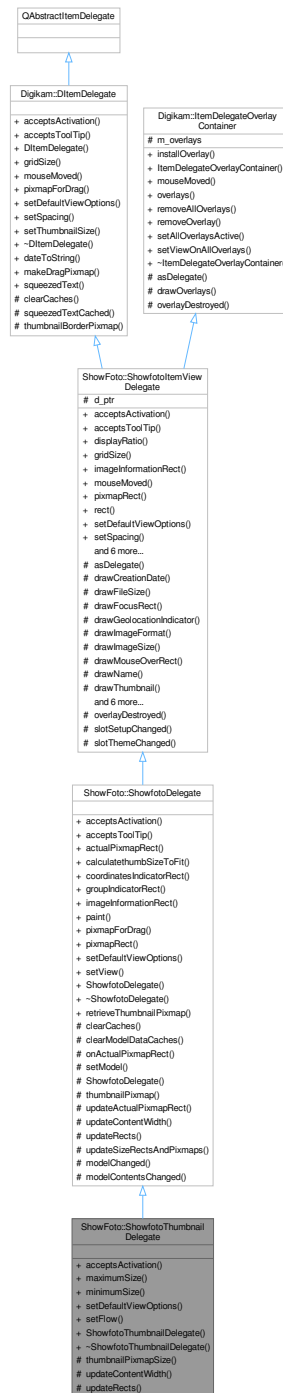 QAbstractItemDelegate
Digikam::DItemDelegate
+ acceptsActivation()
+ acceptsToolTip()
+ DItemDelegate()
+ gridSize()
+ mouseMoved()
+ pixmapForDrag()
+ setDefaultViewOptions()
+ setSpacing()
+ setThumbnailSize()
+ ~DItemDelegate()
+ dateToString()
+ makeDragPixmap()
+ squeezedText()
# clearCaches()
# squeezedTextCached()
# thumbnailBorderPixmap()
Digikam::ItemDelegateOverlay
Container
# m_overlays
+ installOverlay()
+ ItemDelegateOverlayContainer()
+ mouseMoved()
+ overlays()
+ removeAllOverlays()
+ removeOverlay()
+ setAllOverlaysActive()
+ setViewOnAllOverlays()
+ ~ItemDelegateOverlayContainer(
# asDelegate()
# drawOverlays()
# overlayDestroyed()
ShowFoto::ShowfotoItemView
Delegate
# d_ptr
+ acceptsActivation()
+ acceptsToolTip()
+ displayRatio()
+ gridSize()
+ imageInformationRect()
+ mouseMoved()
+ pixmapRect()
+ rect()
+ setDefaultViewOptions()
+ setSpacing()
and 6 more...
# asDelegate()
# drawCreationDate()
# drawFileSize()
# drawFocusRect()
# drawGeolocationIndicator()
# drawImageFormat()
# drawImageSize()
# drawMouseOverRect()
# drawName()
# drawThumbnail()
and 6 more...
# overlayDestroyed()
# slotSetupChanged()
# slotThemeChanged()
ShowFoto::ShowfotoDelegate
+ acceptsActivation()
+ acceptsToolTip()
+ actualPixmapRect()
+ calculatethumbSizeToFit()
+ coordinatesIndicatorRect()
+ groupIndicatorRect()
+ imageInformationRect()
+ paint()
+ pixmapForDrag()
+ pixmapRect()
+ setDefaultViewOptions()
+ setView()
+ ShowfotoDelegate()
+ ~ShowfotoDelegate()
+ retrieveThumbnailPixmap()
# clearCaches()
# clearModelDataCaches()
# onActualPixmapRect()
# setModel()
# ShowfotoDelegate()
# thumbnailPixmap()
# updateActualPixmapRect()
# updateContentWidth()
# updateRects()
# updateSizeRectsAndPixmaps()
# modelChanged()
# modelContentsChanged()
ShowFoto::ShowfotoThumbnail
Delegate
+ acceptsActivation()
+ maximumSize()
+ minimumSize()
+ setDefaultViewOptions()
+ setFlow()
+ ShowfotoThumbnailDelegate()
+ ~ShowfotoThumbnailDelegate()
# thumbnailPixmapSize()
# updateContentWidth()
# updateRects()